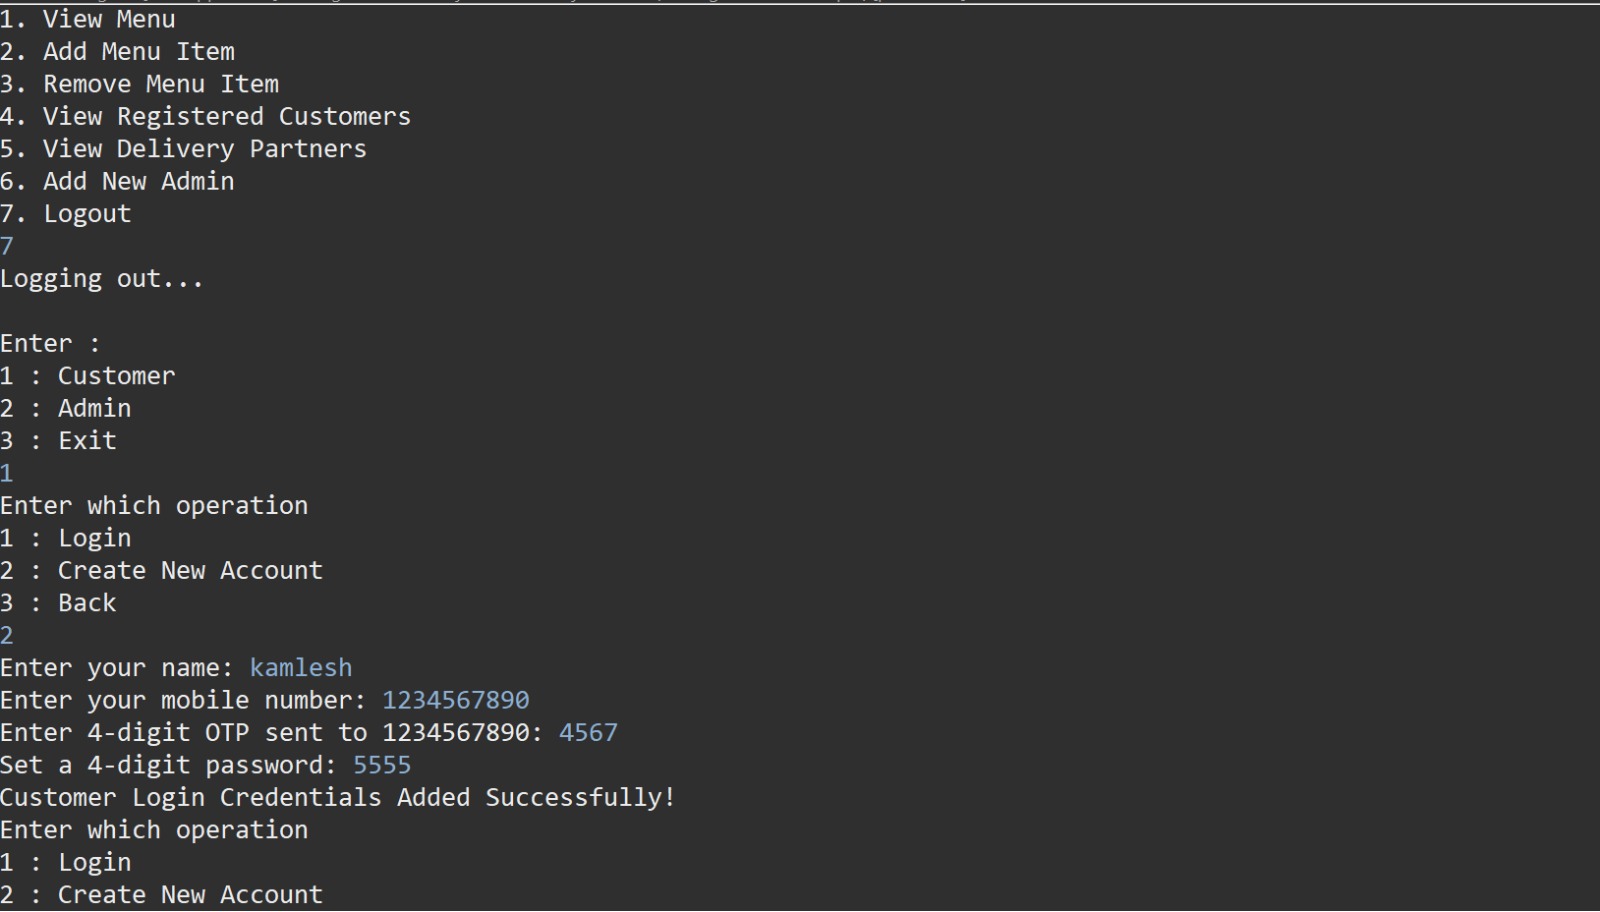 1. View Menu
2. Add Menu Item
3. Remove Menu Item
4. View Registered Customers
5. View Delivery Partners
6. Add New Admin
7. Logout
7
Logging out...
Enter :
1 : Customer
2 : Admin
3 : Exit
1
Enter which operation
1 : Login
2 : Create New Account
3 : Back
2
Enter your name: kamlesh
Enter your mobile number: 1234567890
Enter 4-digit OTP sent to 1234567890: 4567
Set a 4-digit password: 5555
Customer Login Credentials Added Successfully!
Enter which operation
1 : Login
2 : Create New Account